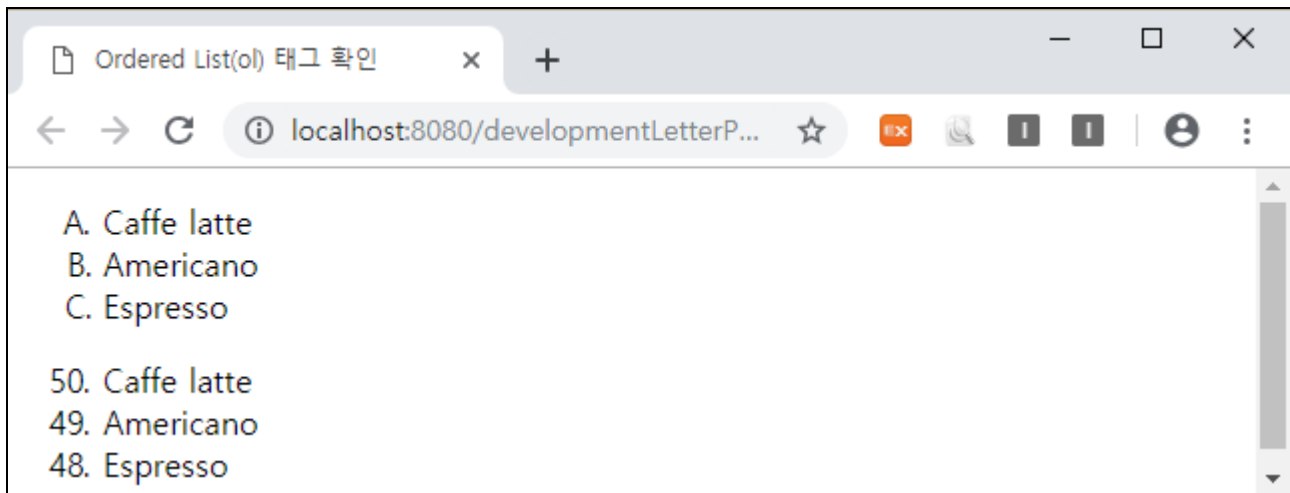 Ordered List(ol) 태그 확인
localhost:8080/developmentLetterP...
A. Caffe latte
B. Americano
C. Espresso
50. Caffe latte
49. Americano
48. Espresso